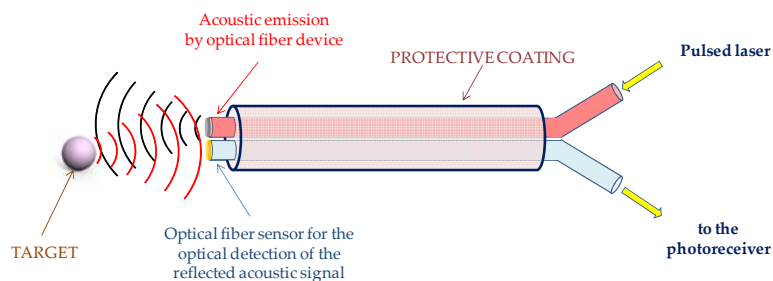 Acoustic emission
by optical fiber device
PROTECTIVE COATING
Pulsed laser
TARGET
Optical fiber sensor for the
optical detection of the
reflected acoustic signal
to the
photoreceiver